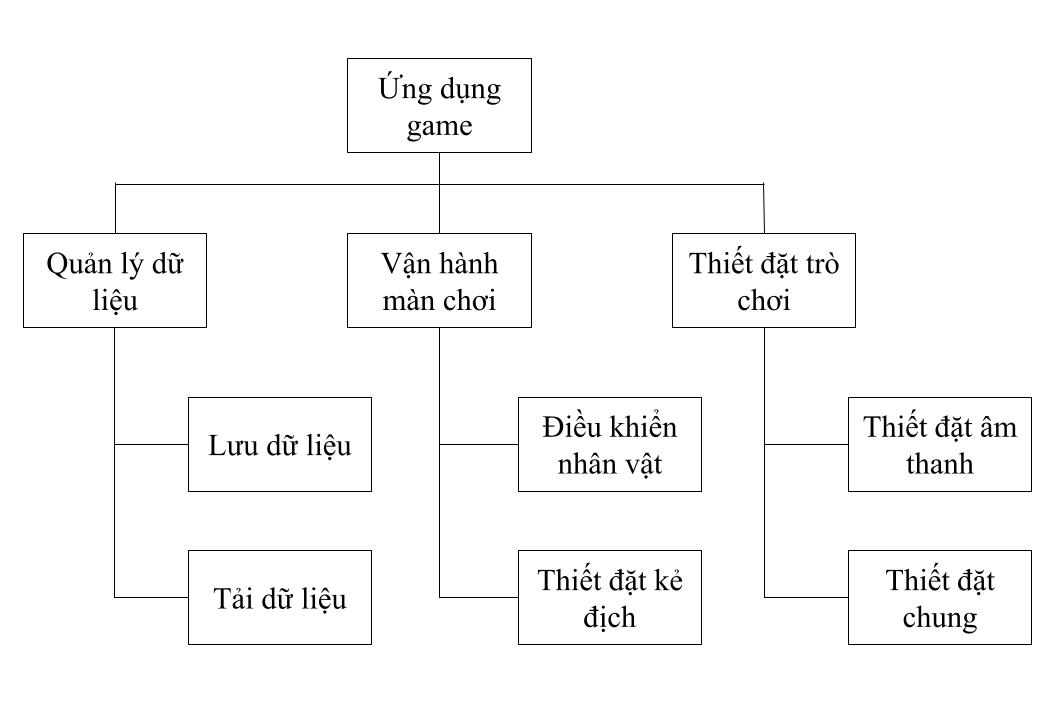 Ứng dụng
game
Quản lý dữ
liệu
Vận hành
màn chơi
Thiết đặt trò
chơi
Lưu dữ liệu
Điều khiển
nhân vật
Thiết đặt âm
thanh
Tải dữ liệu
Thiết đặt kẻ
địch
Thiết đặt
chung